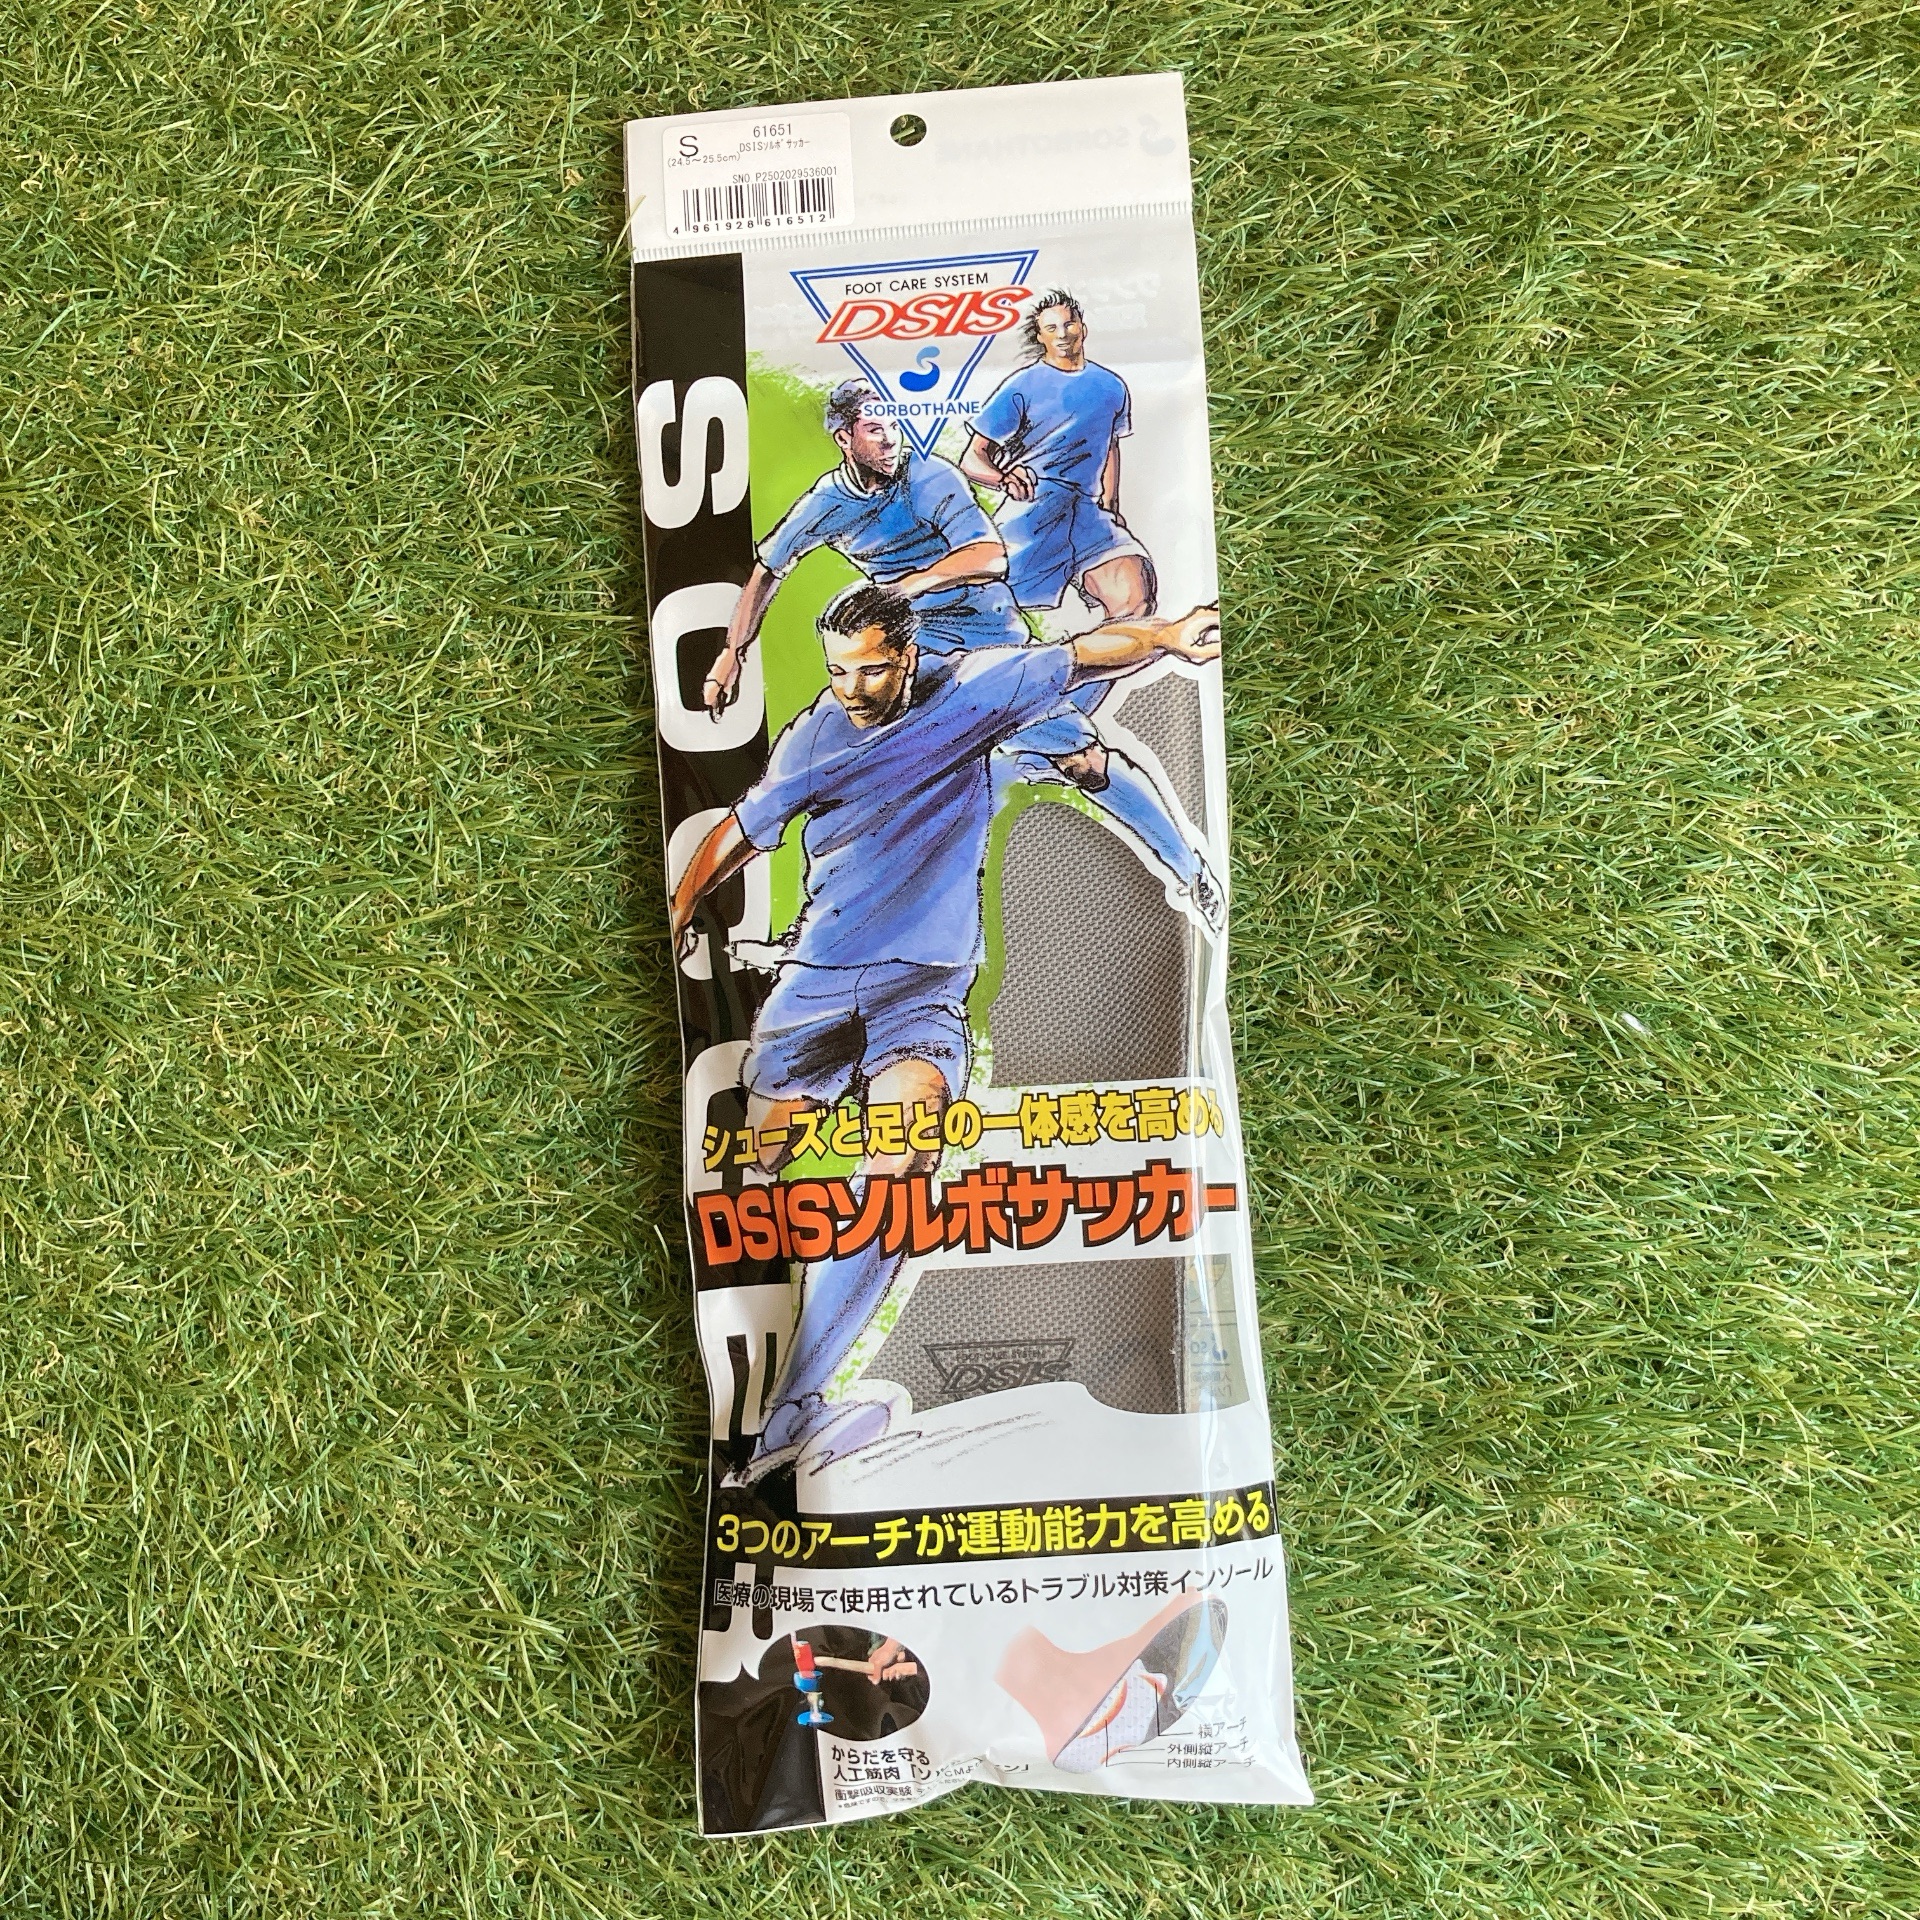 S
61651
DSISソルボサッカー
(24.5~25.5cm)
SNO.P2502029536001
4 961928 616512
FOOT CARE SYSTEM
DSIS
SORBOTHANE
シューズと足との一体感を高める
DSISソルボサッカー
DSIS
3つのアーチが運動能力を高める
医療の現場で使用されているトラブル対策インソール
横アーチ
外側縦アーチ
内側縦アーチ
からだを守る
人工筋肉「ソ
衝撃吸収実験